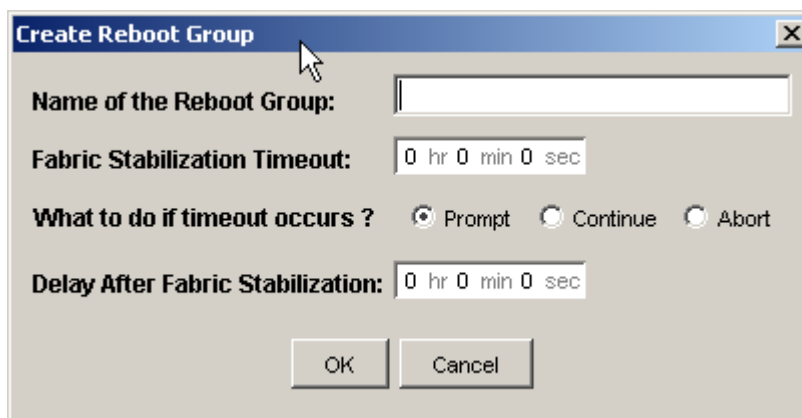 Create Reboot Group
Name of the Reboot Group:
Fabric Stabilization Timeout: 0 hr 0 min 0 sec
What to do if timeout occurs ? Prompt Continue Abort
Delay After Fabric Stabilization: 0 hr 0 min 0 sec
OK Cancel